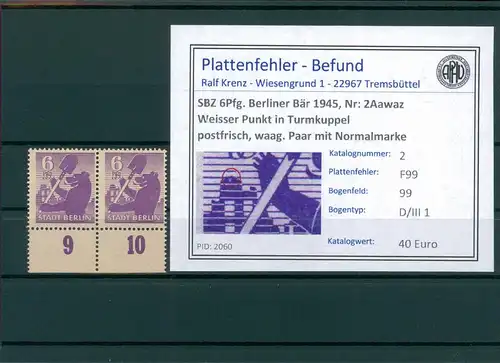 Plattenfehler - Befund
Ralf Krenz - Wiesengrund 1 - 22967 Tremsbüttel
SBZ 6Pfg. Berliner Bär 1945, Nr: 2Aawaz
Weisser Punkt in Turmkuppel
postfrisch, waag. Paar mit Normalmarke
Katalognummer: 2
Plattenfehler: F99
Bogenfeld: 99
Bogentyp: D/III 1
Katalogwert: 40 Euro
PID: 2060
6 6
STADT BERLIN STADT BERLIN
9 10